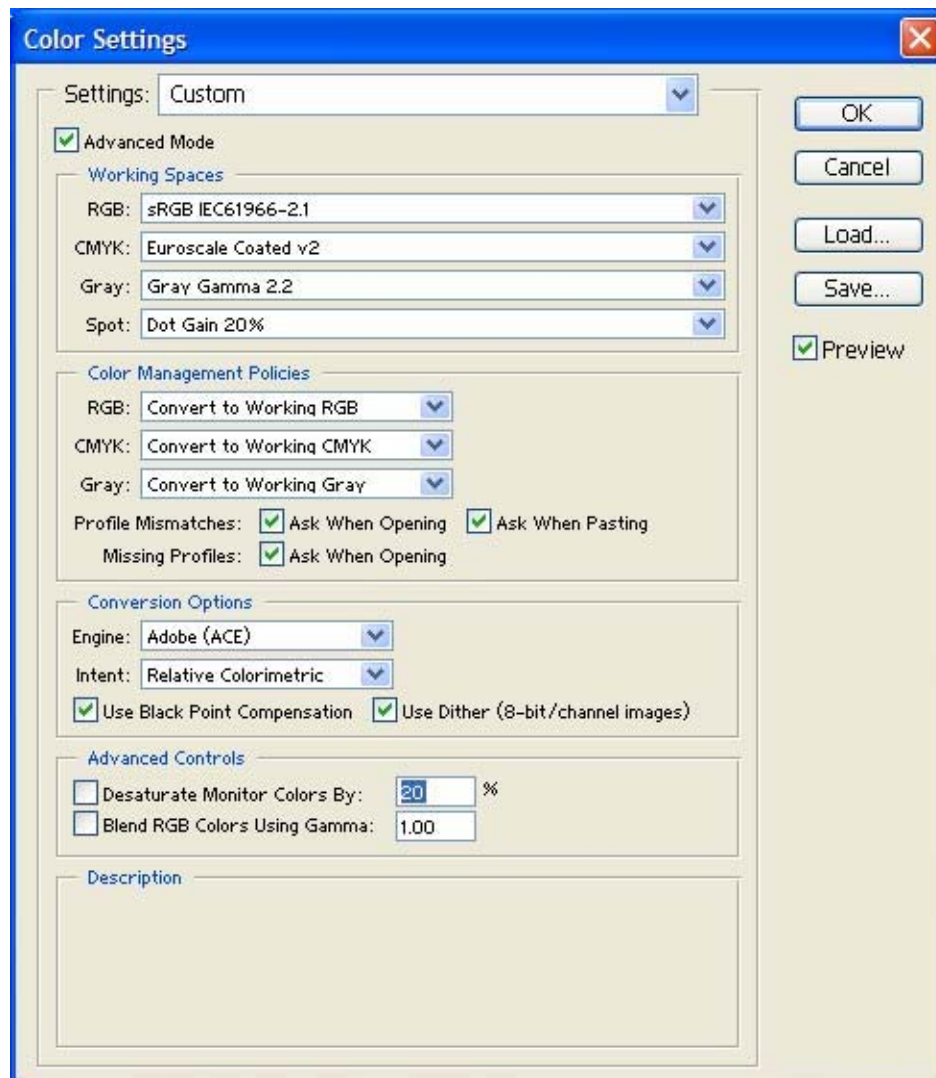 Color Settings
Settings: Custom
OK
Advanced Mode
Cancel
Working Spaces
RGB: sRGB IEC61966-2.1
Load...
CMYK: Euroscale Coated v2
Gray: Gray Gamma 2.2
Save...
Spot: Dot Gain 20%
Preview
Color Management Policies
RGB: Convert to Working RGB
CMYK: Convert to Working CMYK
Gray: Convert to Working Gray
Profile Mismatches: Ask When Opening Ask When Pasting
Missing Profiles: Ask When Opening
Conversion Options
Engine: Adobe (ACE)
Intent: Relative Colorimetric
Use Black Point Compensation Use Dither (8-bit/channel images)
Advanced Controls
Desaturate Monitor Colors By: 20 %
Blend RGB Colors Using Gamma: 1.00
Description